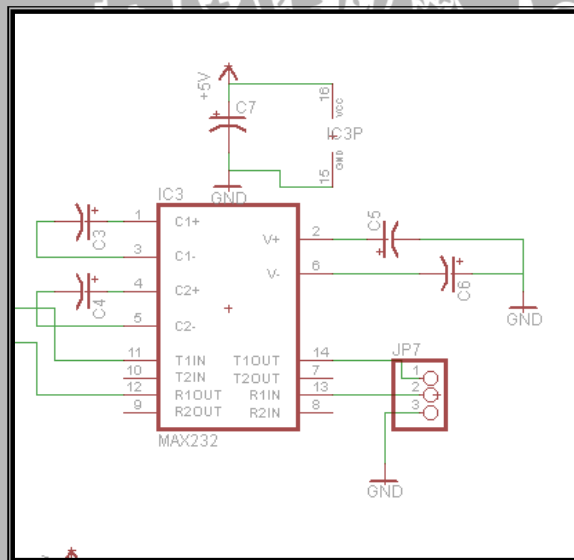 +5V
C7
16
VCC
IC3P
GND
15
GND
IC3
1
C1+
C3
3
C1-
4
C2+
C4
5
C2-
11
T1IN
10
T2IN
12
R1OUT
9
R2OUT
MAX232
V+
2
V-
6
T1OUT
14
T2OUT
7
R1IN
13
R2IN
8
C5
C6
GND
JP7
1
2
3
GND